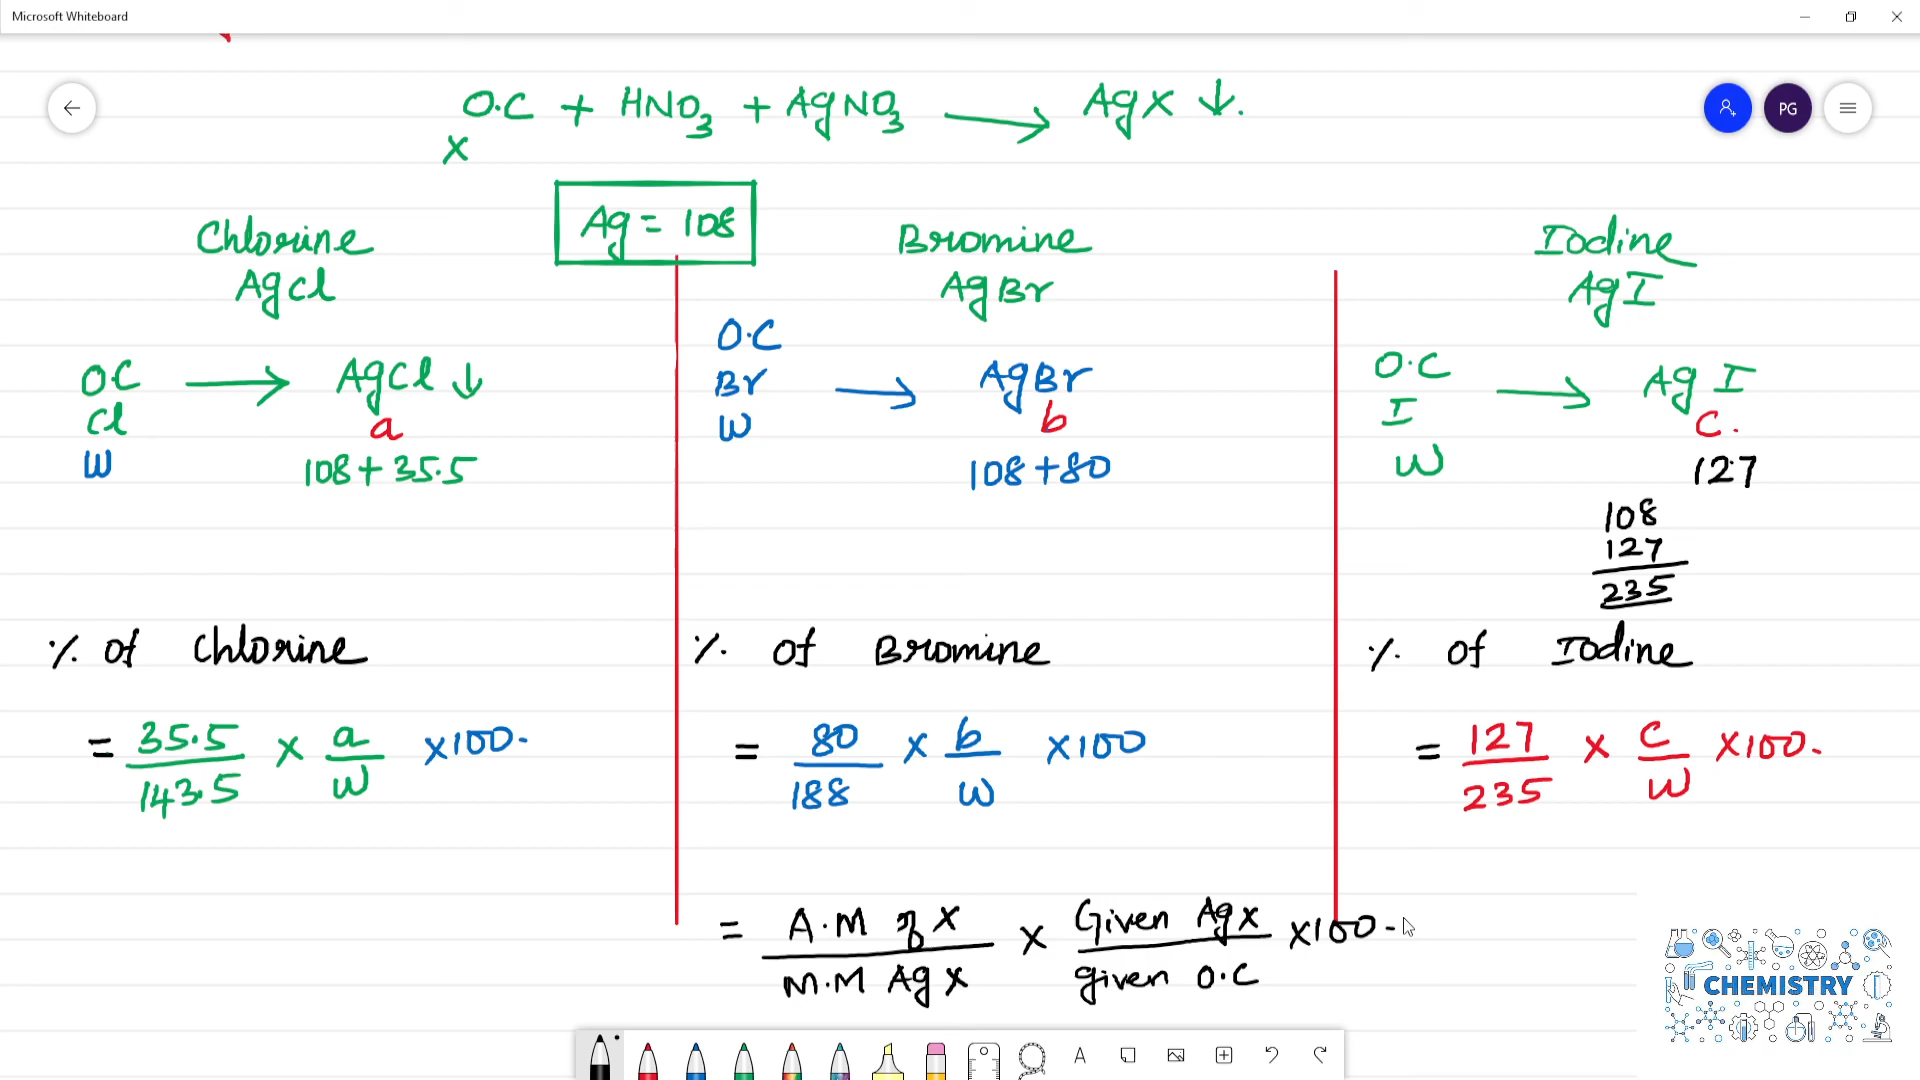 Microsoft Whiteboard
O.C + HNO3 + AgNO3 → AgX ↓.
X
PG
Ag = 108
Chlorine
AgCl
OC → AgCl ↓
Cl a
W 108 + 35.5
% of Chlorine
= 35.5/143.5 × a/W ×100.
Bromine
AgBr
O.C
Br → AgBr
W b
108 + 80
% of Bromine
= 80/188 × b/W ×100
Iodine
AgI
O.C → AgI
I C.
W 127
108
127
235
% of Iodine
= 127/235 × C/W ×100.
= A.M of X/M.M AgX × Given AgX/given O.C ×100.
CHEMISTRY
A